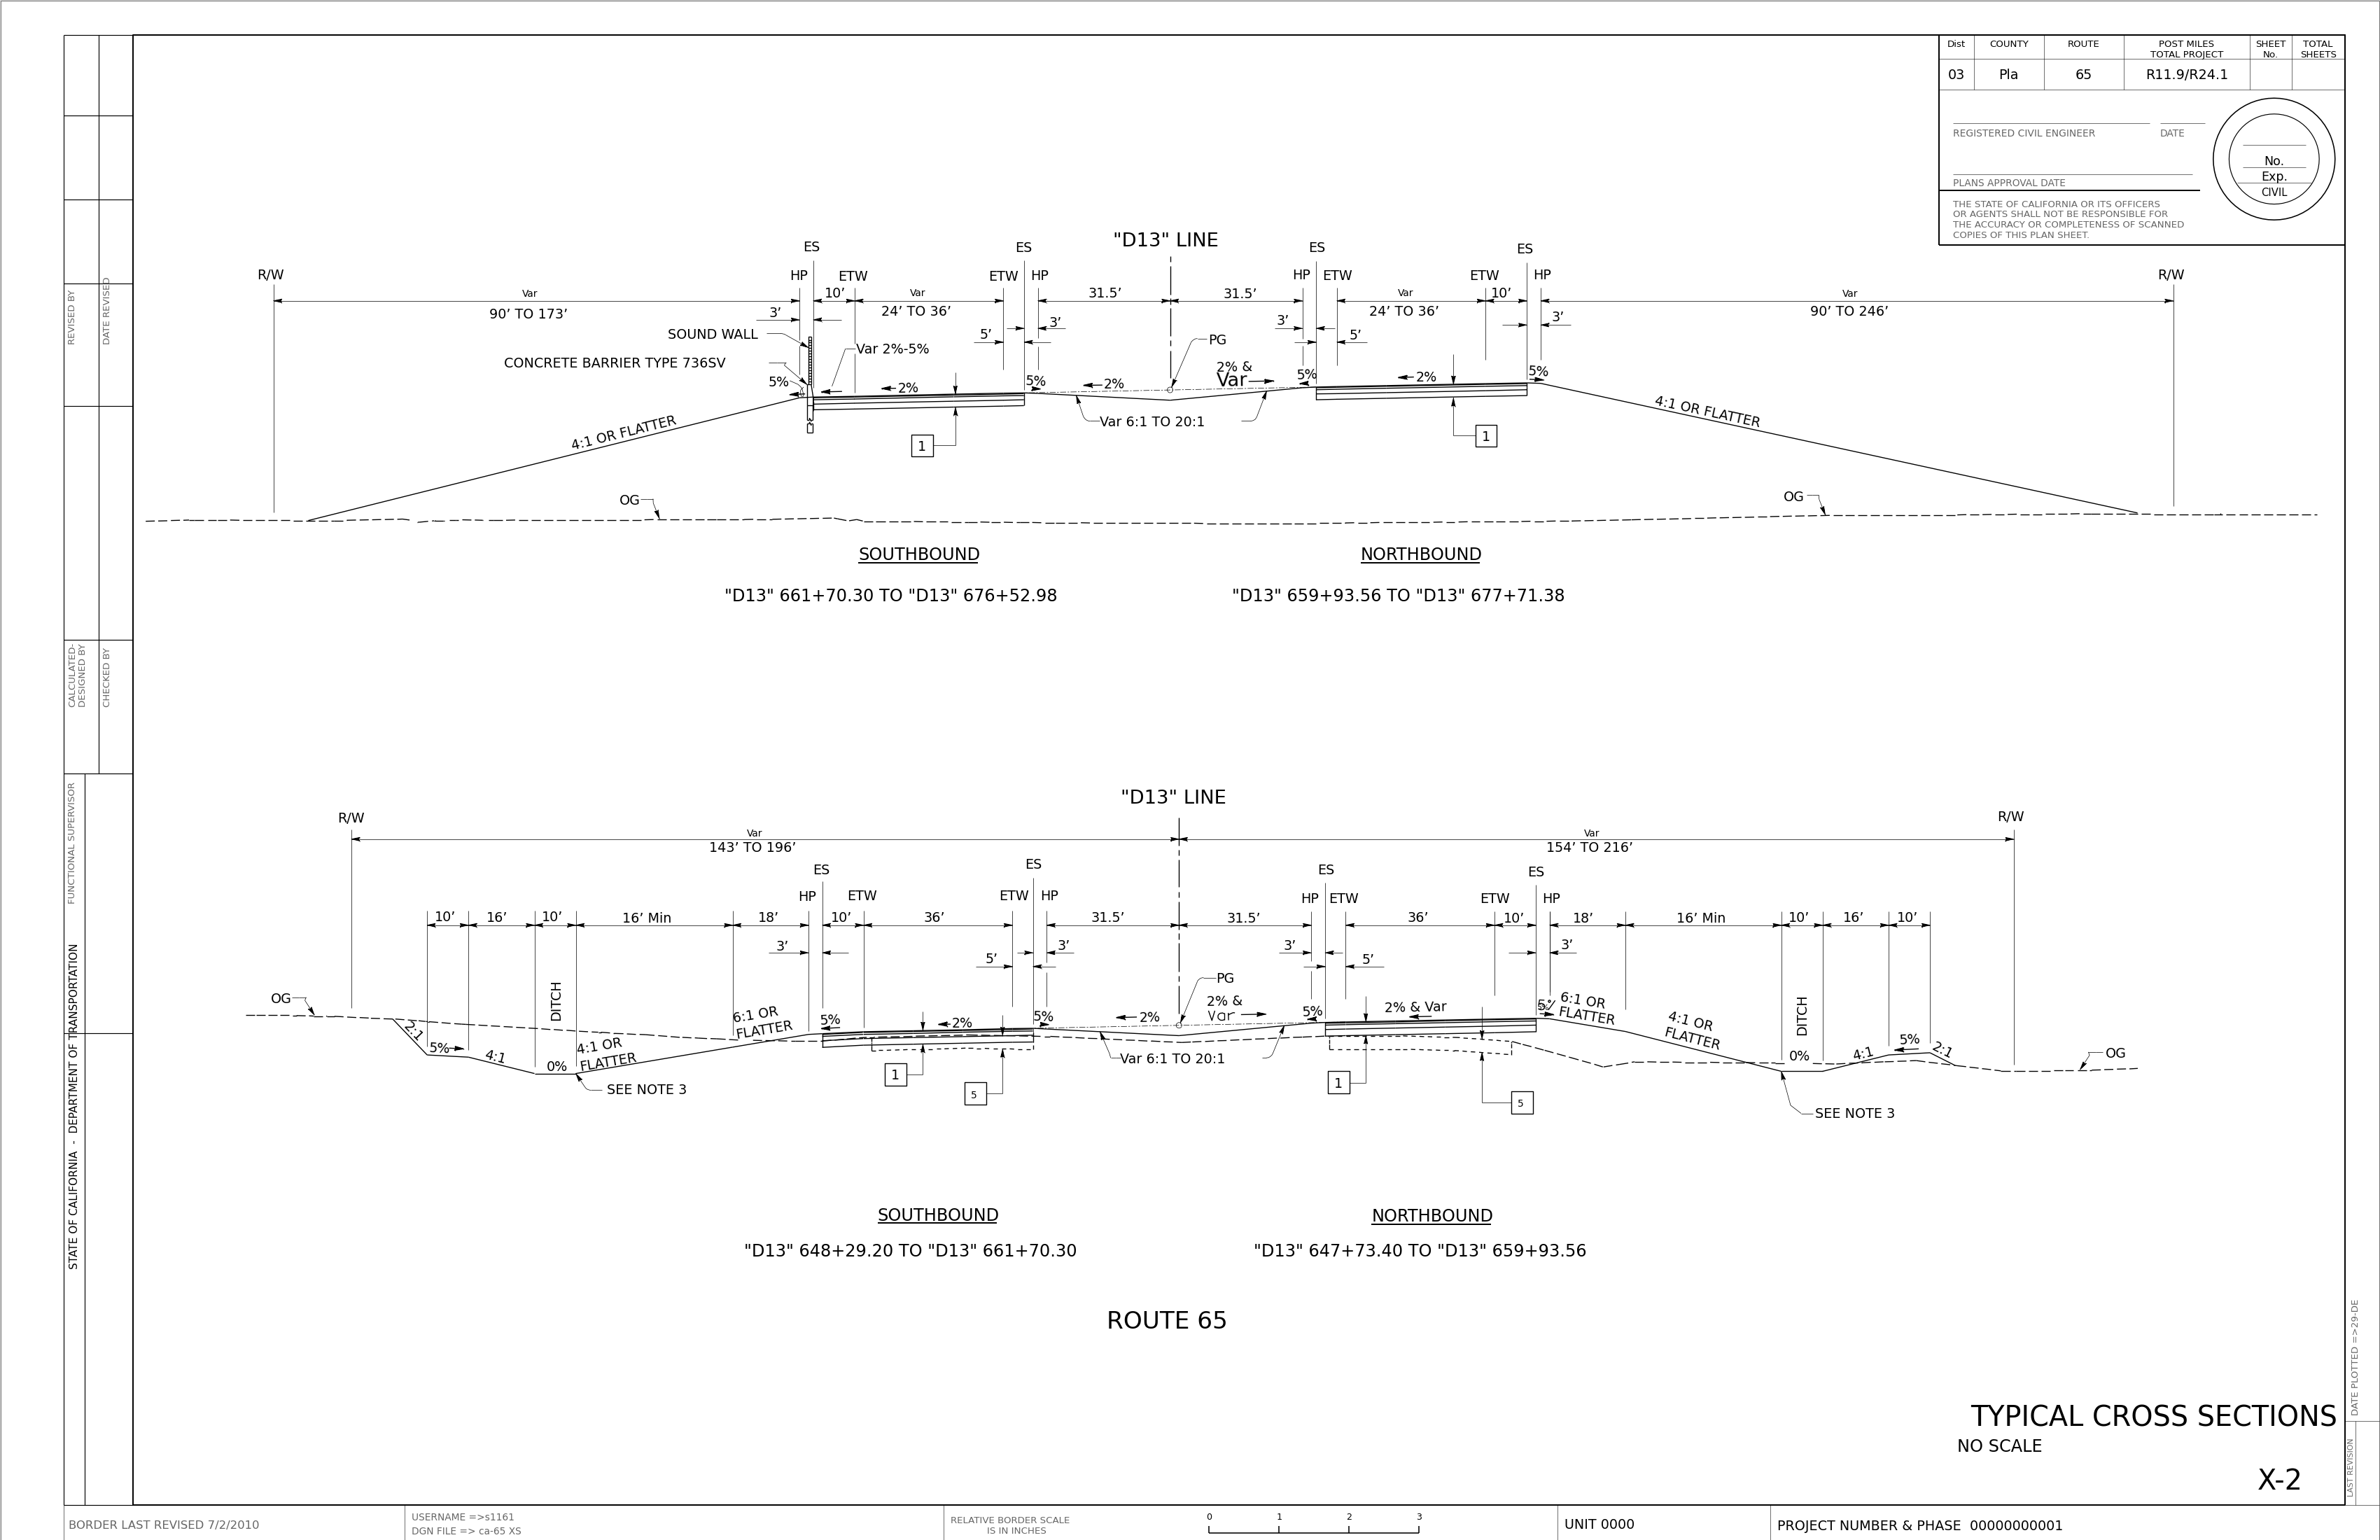 Dist COUNTY ROUTE POST MILES TOTAL PROJECT SHEET No. TOTAL SHEETS
03 Pla 65 R11.9/R24.1
REGISTERED CIVIL ENGINEER DATE
PLANS APPROVAL DATE
No.
Exp.
CIVIL
THE STATE OF CALIFORNIA OR ITS OFFICERS
OR AGENTS SHALL NOT BE RESPONSIBLE FOR
THE ACCURACY OR COMPLETENESS OF SCANNED
COPIES OF THIS PLAN SHEET.
REVISED BY
DATE REVISED
CALCULATED-
DESIGNED BY
CHECKED BY
FUNCTIONAL SUPERVISOR
STATE OF CALIFORNIA - DEPARTMENT OF TRANSPORTATION
"D13" LINE
ES ES ES ES
R/W HP ETW ETW HP HP ETW ETW HP R/W
Var 10’ Var 31.5’ 31.5’ Var 10’ Var
90’ TO 173’ 24’ TO 36’ 24’ TO 36’ 90’ TO 246’
3’ 3’ 3’ 3’
SOUND WALL 5’ 5’
PG
Var 2%-5%
CONCRETE BARRIER TYPE 736SV
2% &
Var
5% 2% 5% 2% 5% 2% 5%
4:1 OR FLATTER Var 6:1 TO 20:1 4:1 OR FLATTER
1 1
OG OG
SOUTHBOUND NORTHBOUND
"D13" 661+70.30 TO "D13" 676+52.98 "D13" 659+93.56 TO "D13" 677+71.38
"D13" LINE
R/W R/W
Var Var
143’ TO 196’ 154’ TO 216’
ES ES ES ES
HP ETW ETW HP HP ETW ETW HP
10’ 16’ 10’ 16’ Min 18’ 10’ 36’ 31.5’ 31.5’ 36’ 10’ 18’ 16’ Min 10’ 16’ 10’
3’ 3’ 3’ 3’
5’ 5’
PG
OG DITCH 2% & 6:1 OR DITCH
6:1 OR Var 2% & Var FLATTER
FLATTER 5% 2% 5% 2% 5% 5% 4:1 OR
2:1 FLATTER
5% 4:1 0% 4:1 OR 0% 4:1 5% 2:1 OG
FLATTER Var 6:1 TO 20:1
SEE NOTE 3 1 5 1 5 SEE NOTE 3
SOUTHBOUND NORTHBOUND
"D13" 648+29.20 TO "D13" 661+70.30 "D13" 647+73.40 TO "D13" 659+93.56
ROUTE 65
TYPICAL CROSS SECTIONS
NO SCALE
X-2
DATE PLOTTED =>29-DE
LAST REVISION
BORDER LAST REVISED 7/2/2010
USERNAME =>s1161
DGN FILE => ca-65 XS
RELATIVE BORDER SCALE
IS IN INCHES
0 1 2 3
UNIT 0000
PROJECT NUMBER & PHASE 00000000001